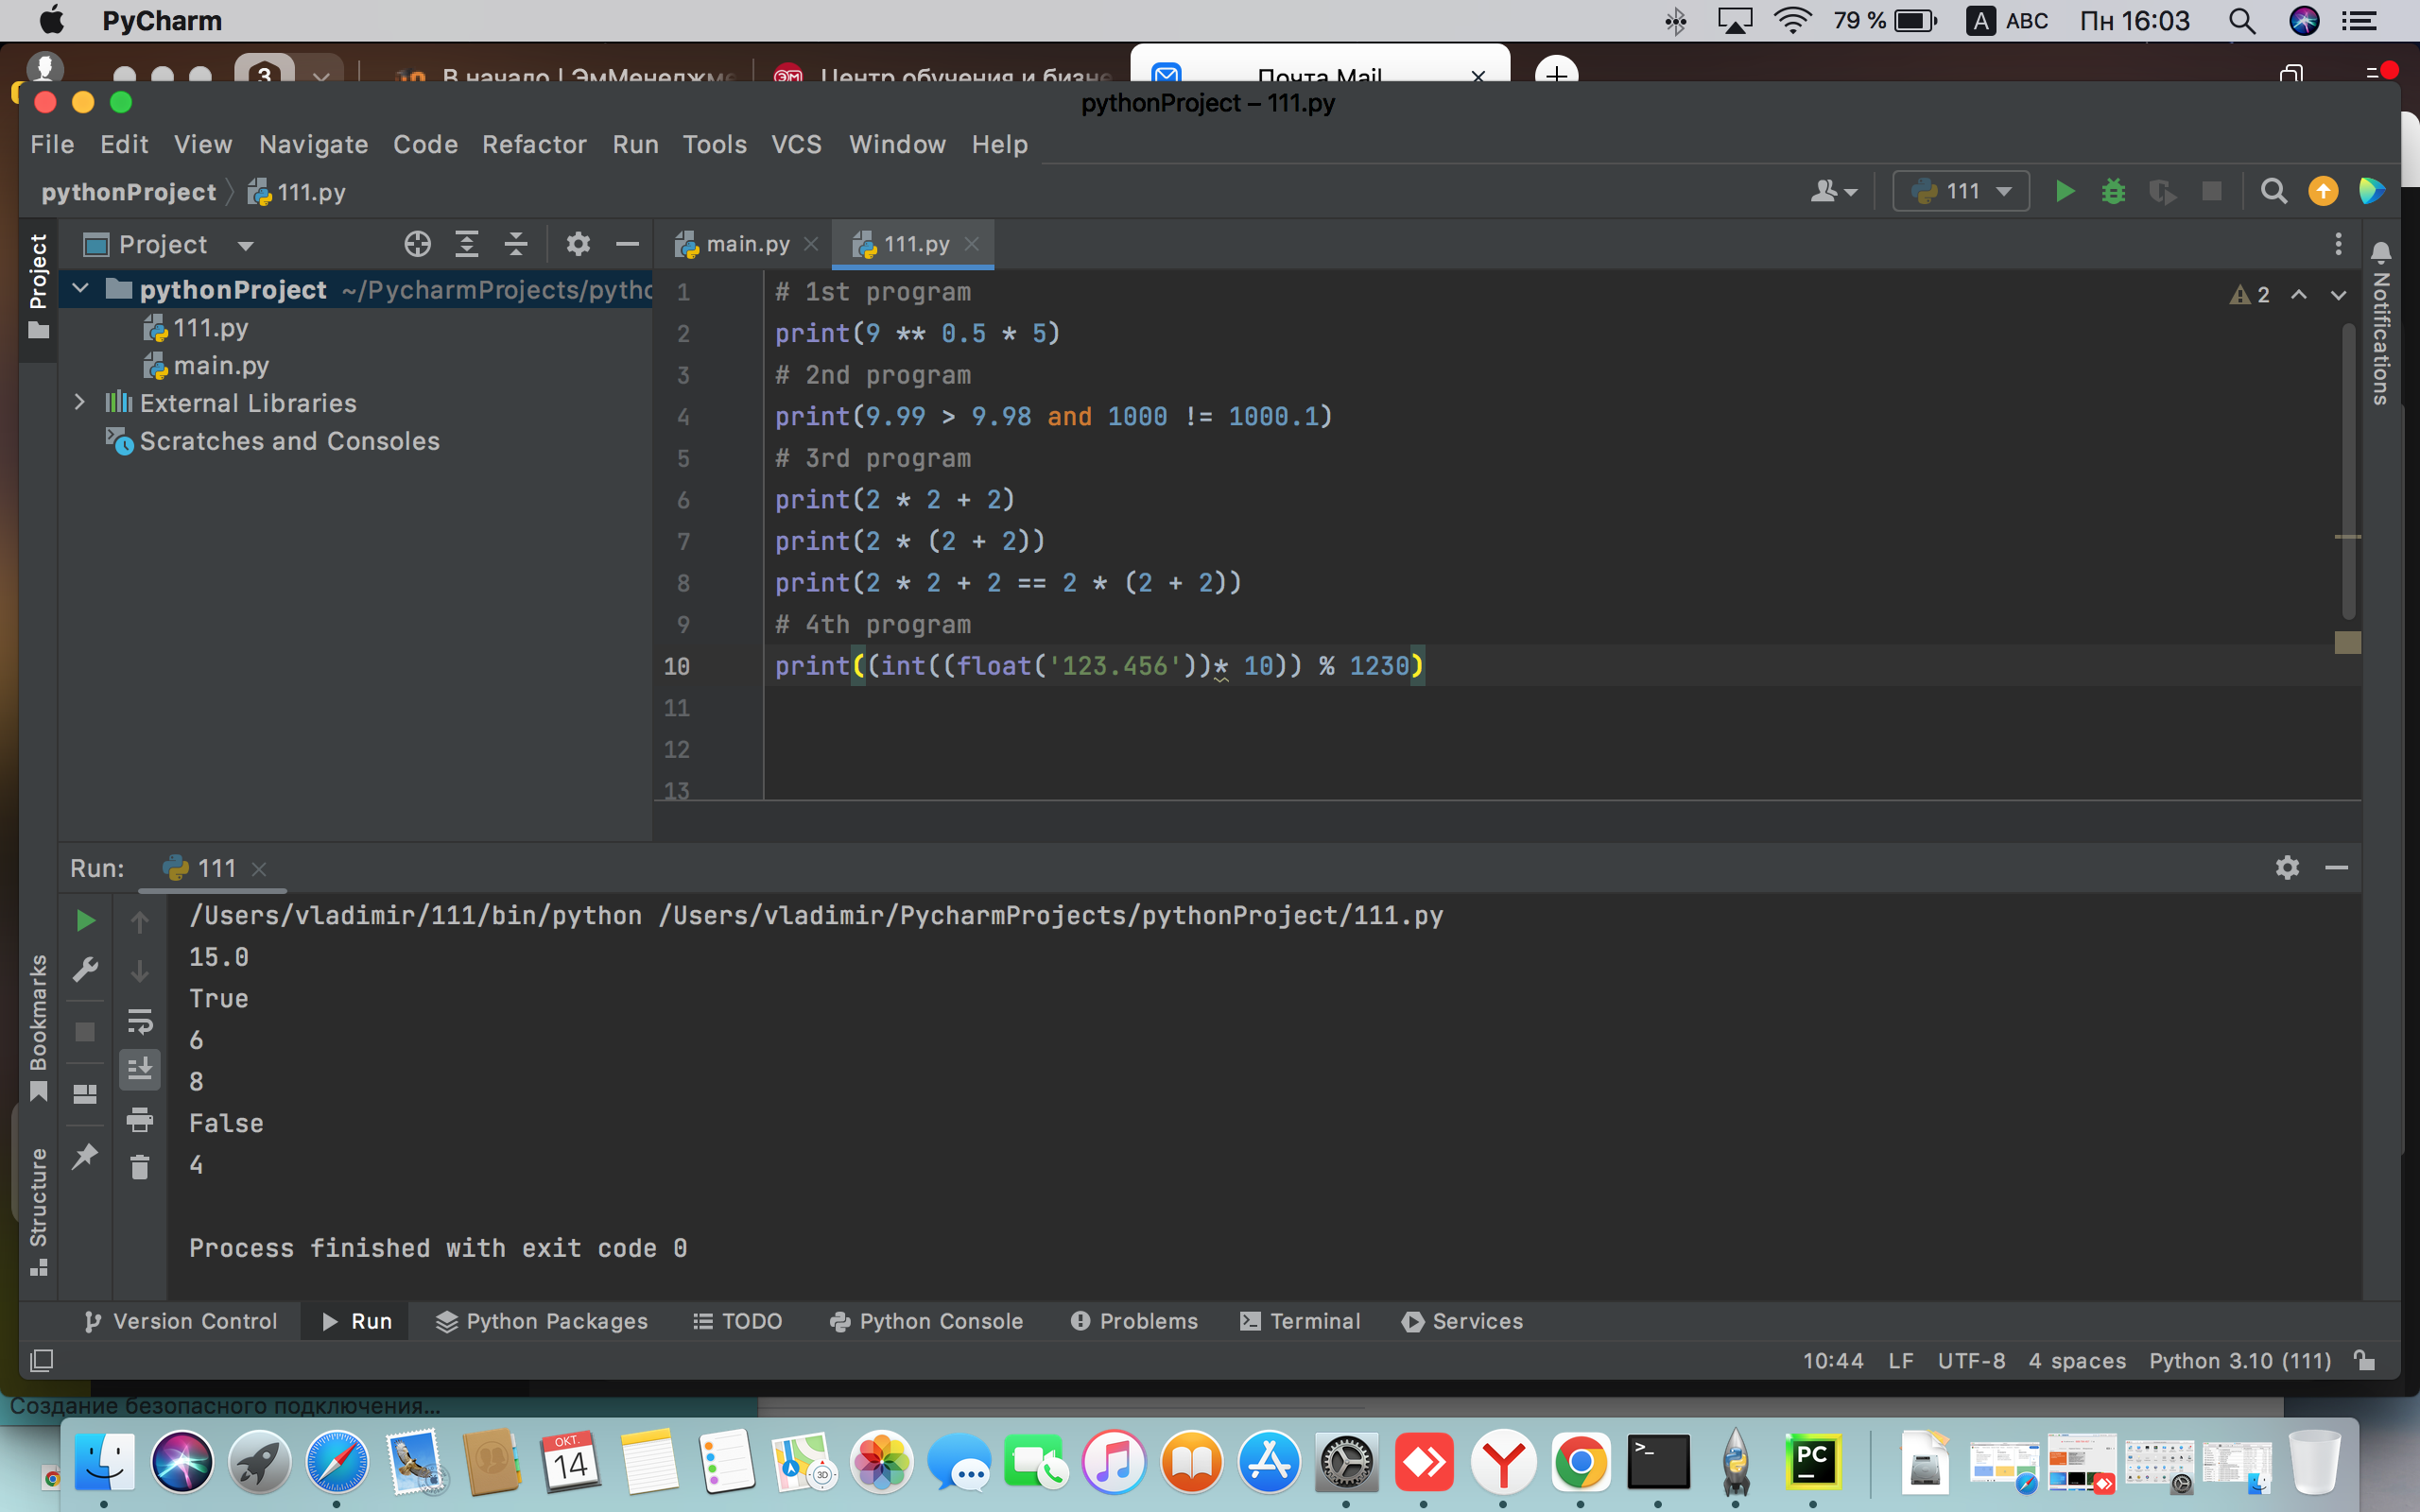 PyCharm
79 %
A
ABC
Пн 16:03
3
В начало | ЭмМенеджме
ЭМ
Центр обучения и бизне
Почта Mail
pythonProject – 111.py
File Edit View Navigate Code Refactor Run Tools VCS Window Help
pythonProject 111.py
111
Project
Project
main.py
111.py
Notifications
pythonProject ~/PycharmProjects/pytho
111.py
main.py
External Libraries
Scratches and Consoles
2
1 # 1st program
2 print(9 ** 0.5 * 5)
3 # 2nd program
4 print(9.99 > 9.98 and 1000 != 1000.1)
5 # 3rd program
6 print(2 * 2 + 2)
7 print(2 * (2 + 2))
8 print(2 * 2 + 2 == 2 * (2 + 2))
9 # 4th program
10 print((int((float('123.456'))* 10)) % 1230)
11
12
13
Run: 111
Bookmarks
Structure
/Users/vladimir/111/bin/python /Users/vladimir/PycharmProjects/pythonProject/111.py
15.0
True
6
8
False
4
Process finished with exit code 0
Version Control Run Python Packages TODO Python Console Problems Terminal Services
10:44 LF UTF-8 4 spaces Python 3.10 (111)
Создание безопасного подключения...
ОКТ.
14
3D
>_
PC